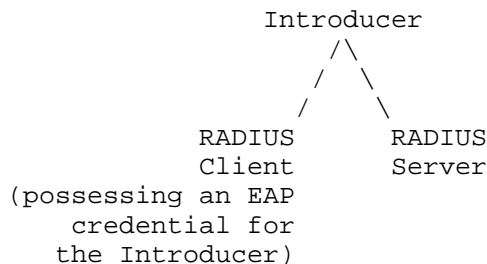 Introducer
RADIUS RADIUS
Client Server
(possessing an EAP
credential for
the Introducer)